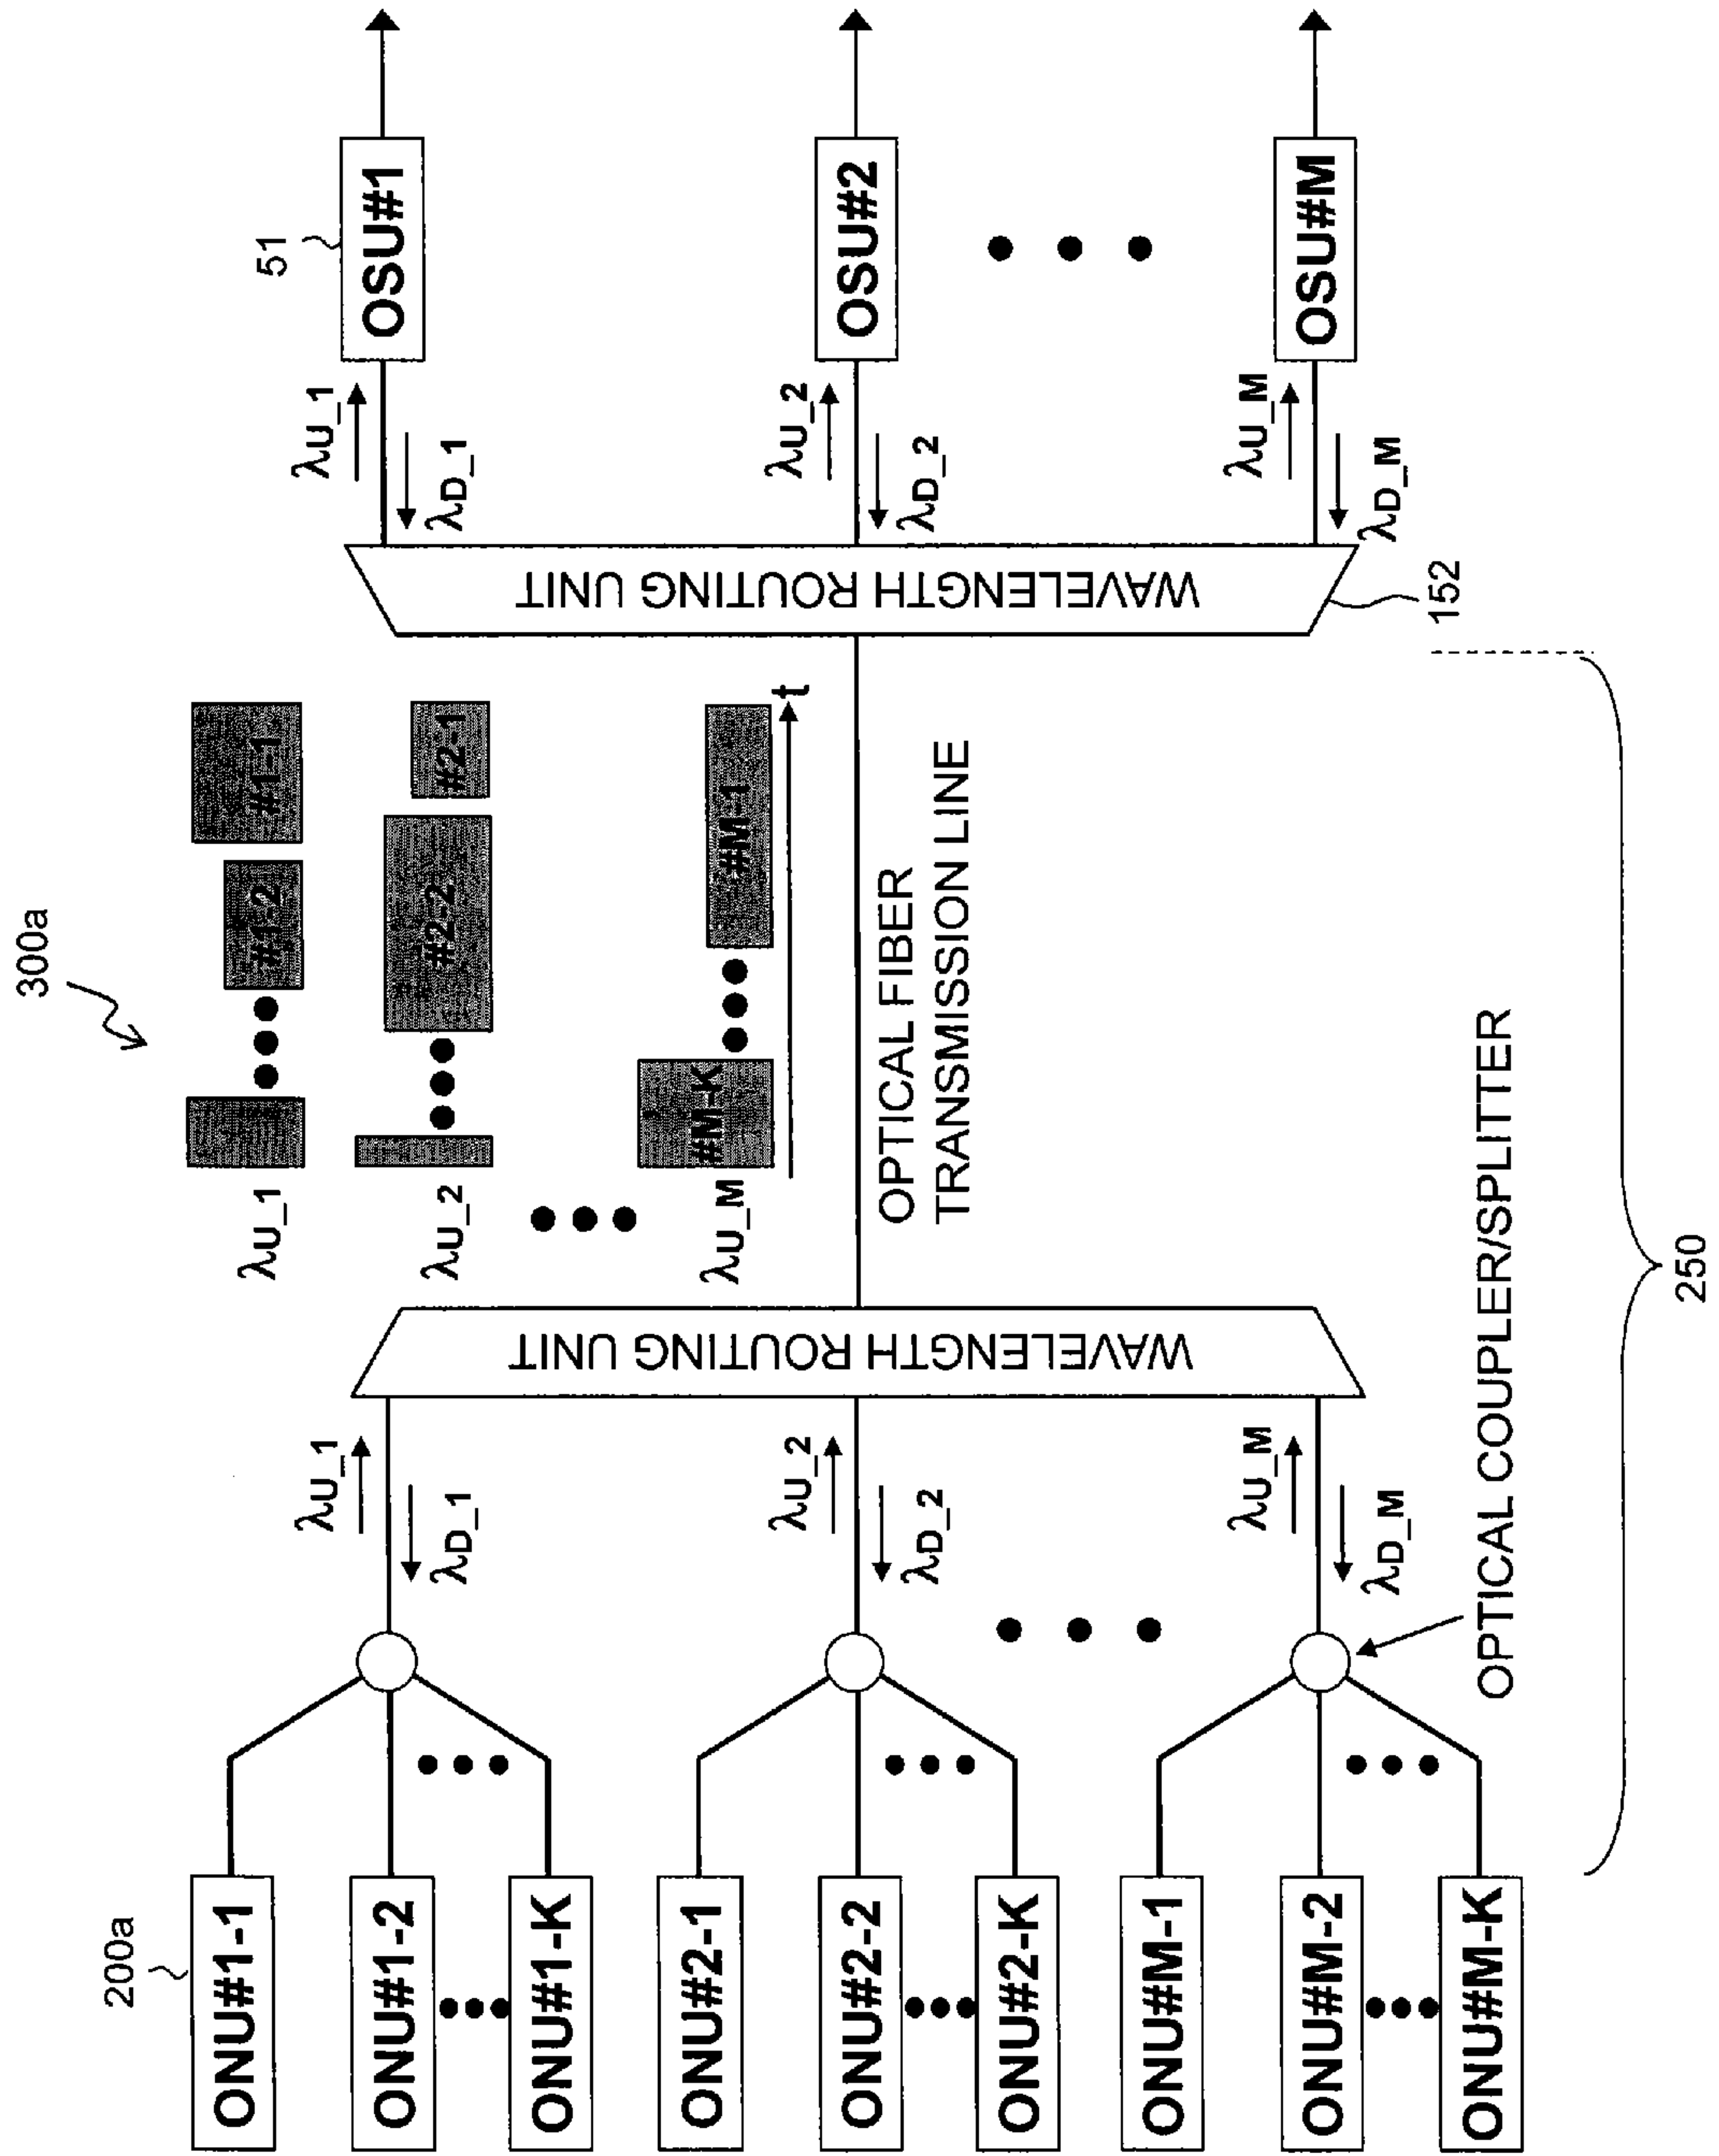 300a
200a
51
ONU#1-1
ONU#1-2
ONU#1-K
ONU#2-1
ONU#2-2
ONU#2-K
ONU#M-1
ONU#M-2
ONU#M-K
λU_1
λD_1
λU_2
λD_2
λU_M
λD_M
WAVELENGTH ROUTING UNIT
λU_1
#1-2
#1-1
λU_2
#2-2
#2-1
λU_M
#M-K
#M-1
t
OPTICAL FIBER
TRANSMISSION LINE
WAVELENGTH ROUTING UNIT
152
λU_1
λD_1
λU_2
λD_2
λU_M
λD_M
OSU#1
OSU#2
OSU#M
OPTICAL COUPLER/SPLITTER
250